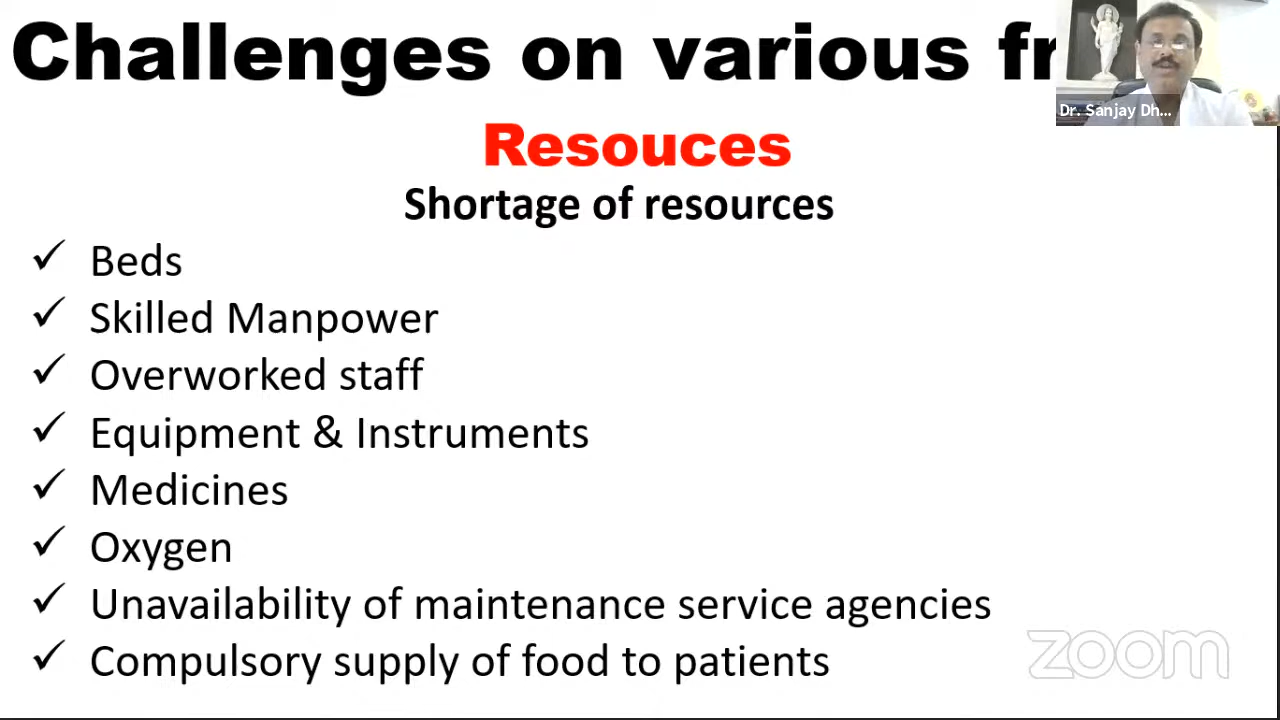 Challenges on various fr
Dr. Sanjay Dh...
Resouces
Shortage of resources
✓ Beds
✓ Skilled Manpower
✓ Overworked staff
✓ Equipment & Instruments
✓ Medicines
✓ Oxygen
✓ Unavailability of maintenance service agencies
✓ Compulsory supply of food to patients
zoom